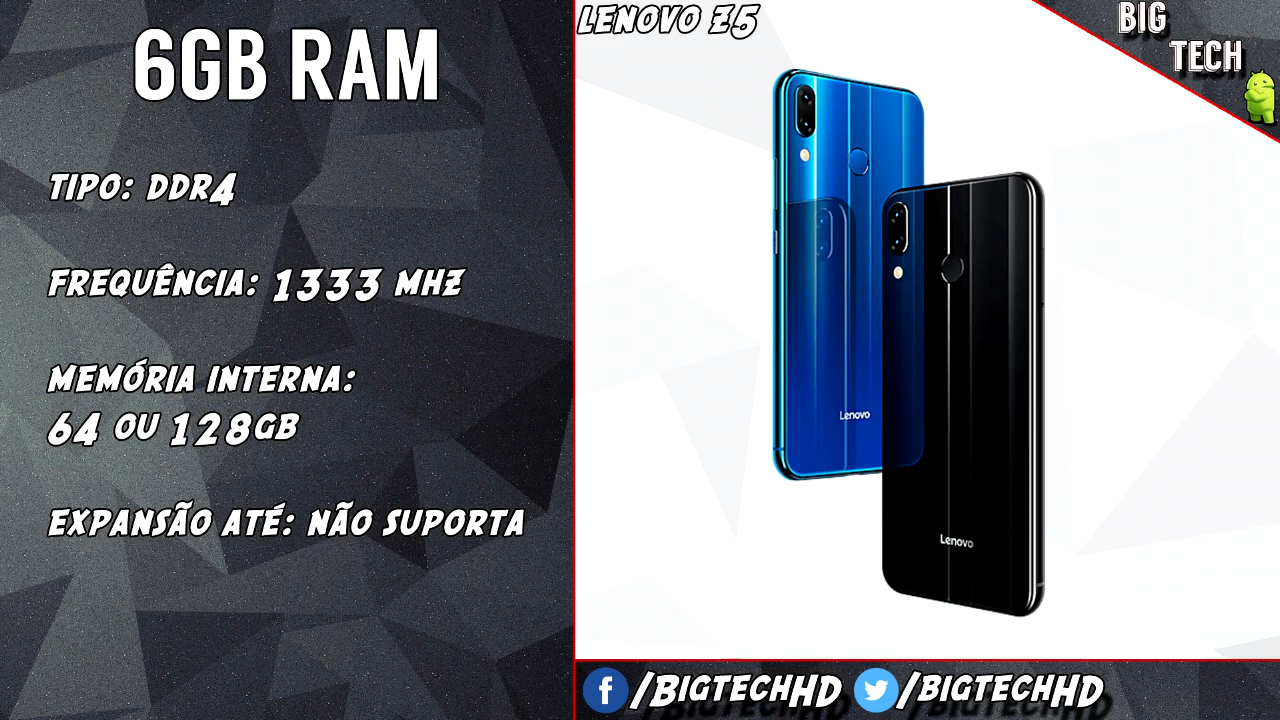 6GB RAM
TIPO: DDR4
FREQUÊNCIA: 1333 MHZ
MEMÓRIA INTERNA:
64 OU 128GB
EXPANSÃO ATÉ: NÃO SUPORTA
LENOVO Z5
BIG
TECH
Lenovo
Lenovo
/BIGTECHHD
/BIGTECHHD